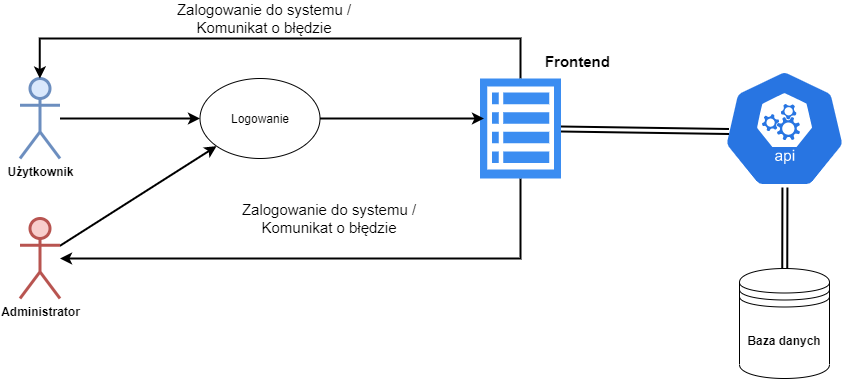 Zalogowanie do systemu /
Komunikat o błędzie
Frontend
Logowanie
api
Użytkownik
Zalogowanie do systemu /
Komunikat o błędzie
Administrator
Baza danych